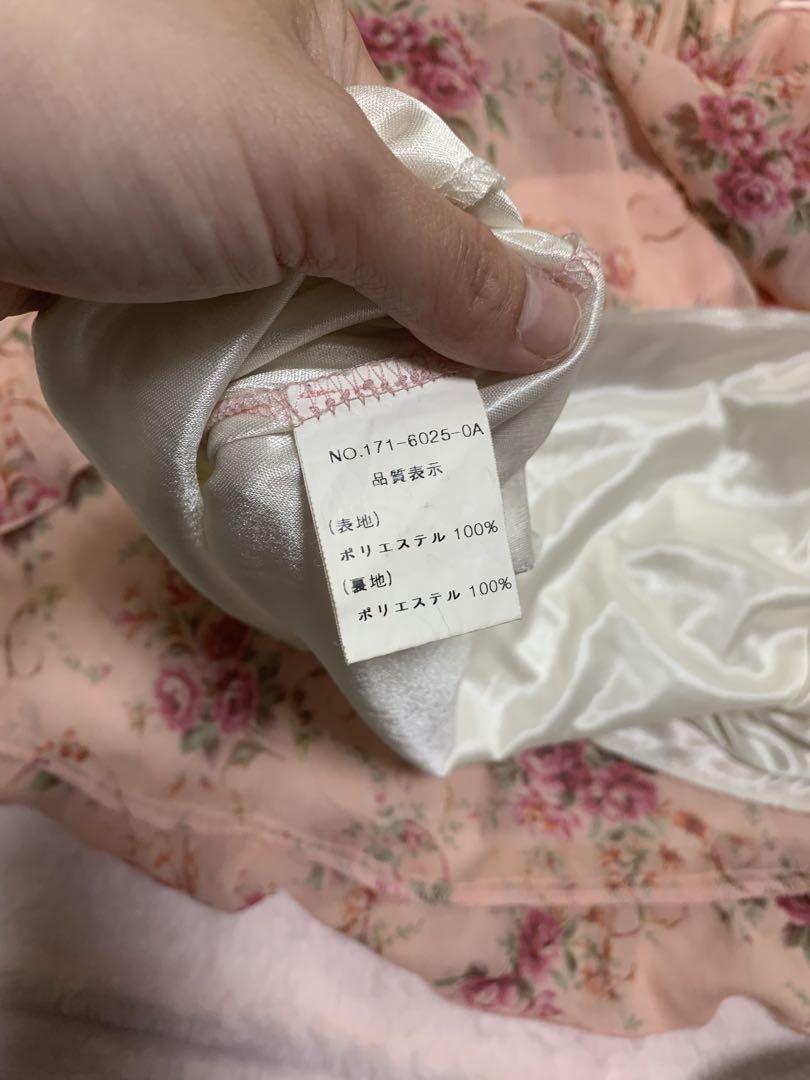 NO.171-6025-0A
品質表示
(表地)
ポリエステル 100%
(裏地)
ポリエステル 100%